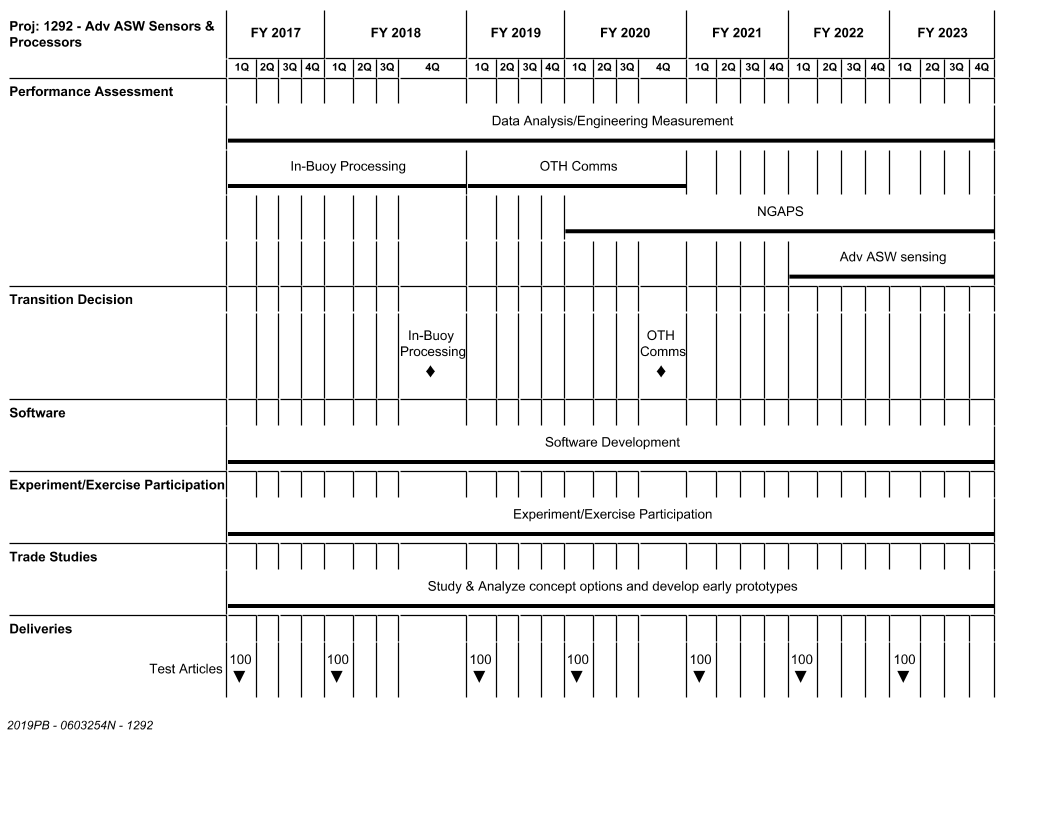 Proj: 1292 - Adv ASW Sensors &
Processors
FY 2017 FY 2018 FY 2019 FY 2020 FY 2021 FY 2022 FY 2023
1Q 2Q 3Q 4Q 1Q 2Q 3Q 4Q 1Q 2Q 3Q 4Q 1Q 2Q 3Q 4Q 1Q 2Q 3Q 4Q 1Q 2Q 3Q 4Q 1Q 2Q 3Q 4Q
Performance Assessment
Data Analysis/Engineering Measurement
In-Buoy Processing OTH Comms
NGAPS
Adv ASW sensing
Transition Decision
In-Buoy OTH
Processing Comms
Software
Software Development
Experiment/Exercise Participation
Experiment/Exercise Participation
Trade Studies
Study & Analyze concept options and develop early prototypes
Deliveries
100 100 100 100 100 100 100
Test Articles
2019PB - 0603254N - 1292